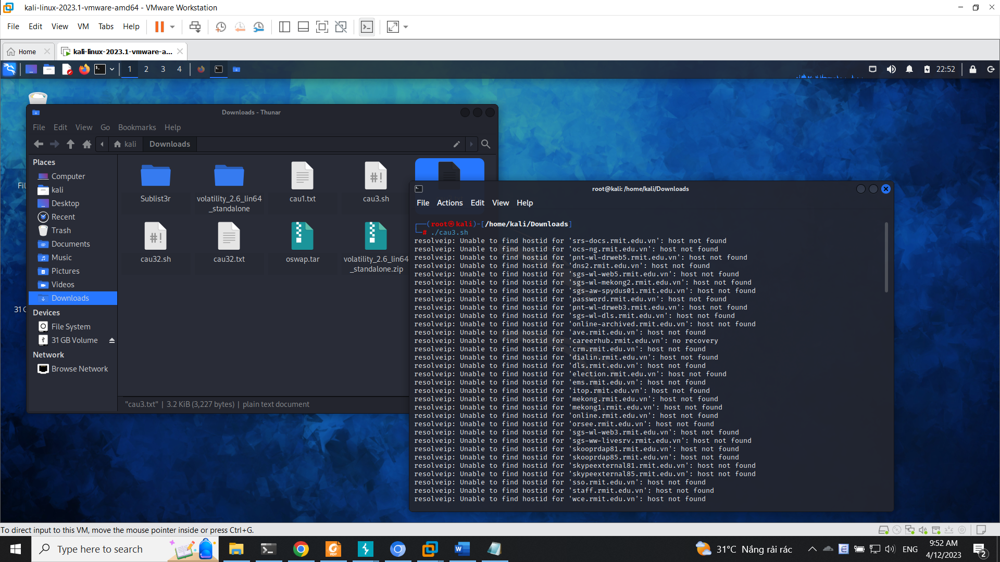 kali-linux-2023.1-vmware-amd64 - VMware Workstation
File Edit View VM Tabs Help
Home
kali-linux-2023.1-vmware-a...
1 2 3 4
22:52
Downloads - Thunar
File Edit View Go Bookmarks Help
kali Downloads
Places
Computer
kali
Desktop
Recent
Trash
Documents
Music
Pictures
Videos
Downloads
Devices
File System
31 GB Volume
Network
Browse Network
Fil
31 G
Sublist3r
volatility_2.6_lin64
_standalone
cau1.txt
cau3.sh
cau32.sh
cau32.txt
oswap.tar
volatility_2.6_lin64
_standalone.zip
"cau3.txt" | 3.2 KiB (3,227 bytes) | plain text document
root@kali: /home/kali/Downloads
File Actions Edit View Help
┌──(root㉿kali)-[/home/kali/Downloads]
└─# ./cau3.sh
resolveip: Unable to find hostid for 'srs-docs.rmit.edu.vn': host not found
resolveip: Unable to find hostid for 'ocs-ng.rmit.edu.vn': host not found
resolveip: Unable to find hostid for 'pnt-wl-drweb5.rmit.edu.vn': host not found
resolveip: Unable to find hostid for 'dns2.rmit.edu.vn': host not found
resolveip: Unable to find hostid for 'sgs-wl-web5.rmit.edu.vn': host not found
resolveip: Unable to find hostid for 'sgs-wl-mekong2.rmit.edu.vn': host not found
resolveip: Unable to find hostid for 'sgs-aw-spydus01.rmit.edu.vn': host not found
resolveip: Unable to find hostid for 'password.rmit.edu.vn': host not found
resolveip: Unable to find hostid for 'pnt-wl-drweb3.rmit.edu.vn': host not found
resolveip: Unable to find hostid for 'sgs-wl-dls.rmit.edu.vn': host not found
resolveip: Unable to find hostid for 'online-archived.rmit.edu.vn': host not found
resolveip: Unable to find hostid for 'ave.rmit.edu.vn': host not found
resolveip: Unable to find hostid for 'careerhub.rmit.edu.vn': no recovery
resolveip: Unable to find hostid for 'crm.rmit.edu.vn': host not found
resolveip: Unable to find hostid for 'dialin.rmit.edu.vn': host not found
resolveip: Unable to find hostid for 'dls.rmit.edu.vn': host not found
resolveip: Unable to find hostid for 'election.rmit.edu.vn': host not found
resolveip: Unable to find hostid for 'ems.rmit.edu.vn': host not found
resolveip: Unable to find hostid for 'itop.rmit.edu.vn': host not found
resolveip: Unable to find hostid for 'mekong.rmit.edu.vn': host not found
resolveip: Unable to find hostid for 'mekong1.rmit.edu.vn': host not found
resolveip: Unable to find hostid for 'online.rmit.edu.vn': host not found
resolveip: Unable to find hostid for 'orsee.rmit.edu.vn': host not found
resolveip: Unable to find hostid for 'sgs-wl-web3.rmit.edu.vn': host not found
resolveip: Unable to find hostid for 'sgs-ww-livesrv.rmit.edu.vn': host not found
resolveip: Unable to find hostid for 'skooprdap81.rmit.edu.vn': host not found
resolveip: Unable to find hostid for 'skooprdap85.rmit.edu.vn': host not found
resolveip: Unable to find hostid for 'skypeexternal81.rmit.edu.vn': host not found
resolveip: Unable to find hostid for 'skypeexternal85.rmit.edu.vn': host not found
resolveip: Unable to find hostid for 'sso.rmit.edu.vn': host not found
resolveip: Unable to find hostid for 'staff.rmit.edu.vn': host not found
resolveip: Unable to find hostid for 'wce.rmit.edu.vn': host not found
To direct input to this VM, move the mouse pointer inside or press Ctrl+G.
Type here to search
31°C Nắng rải rác
ENG
9:52 AM
4/12/2023
2